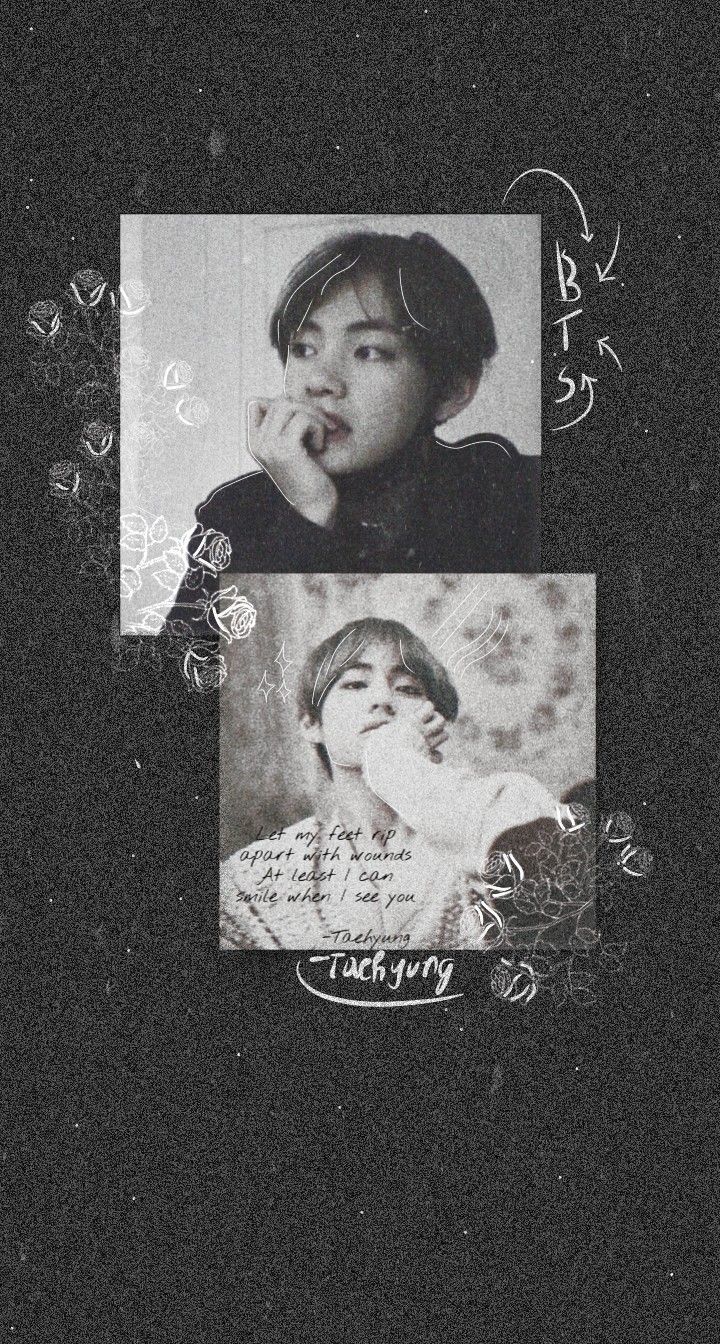 B
T
S
Let my feet rip
apart with wounds
At least I can
smile when I see you
-Taehyung
-Taehyung